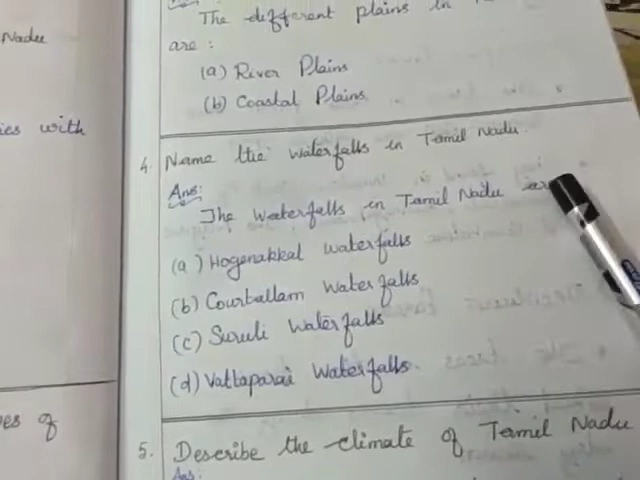 Nadu
ies with
es of
The different plains in
are:
(a) River Plains
(b) Coastal Plains
4. Name the waterfalls in Tamil Nadu.
Ans:
The waterfalls in Tamil Nadu are
(a) Hogenakkal waterfalls
(b) Courtallam Waterfalls
(c) Suruli Waterfalls
(d) Vattaparai Waterfalls.
5. Describe the climate of Tamil Nadu
Ans: